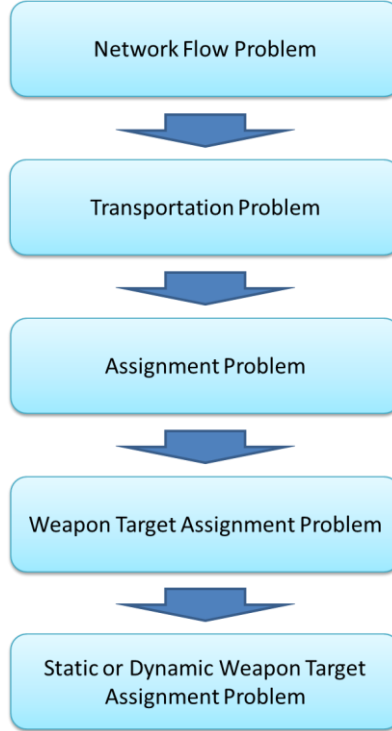 Network Flow Problem
Transportation Problem
Assignment Problem
Weapon Target Assignment Problem
Static or Dynamic Weapon Target
Assignment Problem